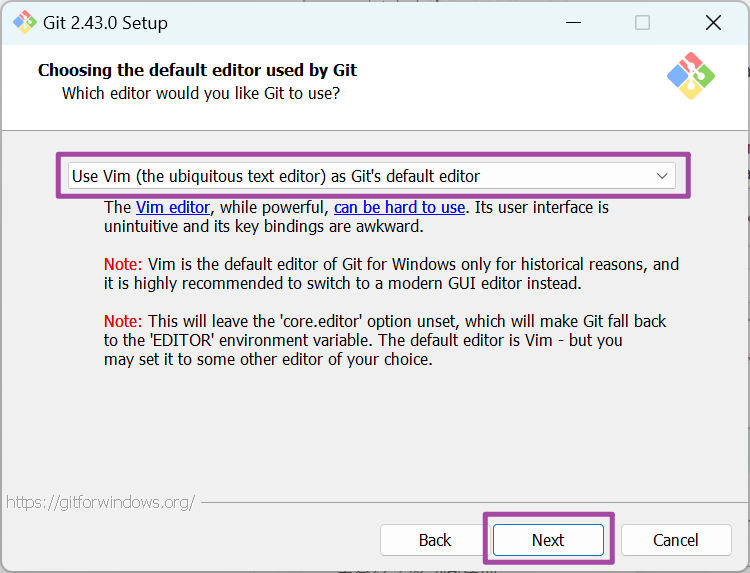 Git 2.43.0 Setup
Choosing the default editor used by Git
Which editor would you like Git to use?
Use Vim (the ubiquitous text editor) as Git's default editor
The Vim editor, while powerful, can be hard to use. Its user interface is
unintuitive and its key bindings are awkward.
Note: Vim is the default editor of Git for Windows only for historical reasons, and
it is highly recommended to switch to a modern GUI editor instead.
Note: This will leave the 'core.editor' option unset, which will make Git fall back
to the 'EDITOR' environment variable. The default editor is Vim - but you
may set it to some other editor of your choice.
https://gitforwindows.org/
Back Next Cancel